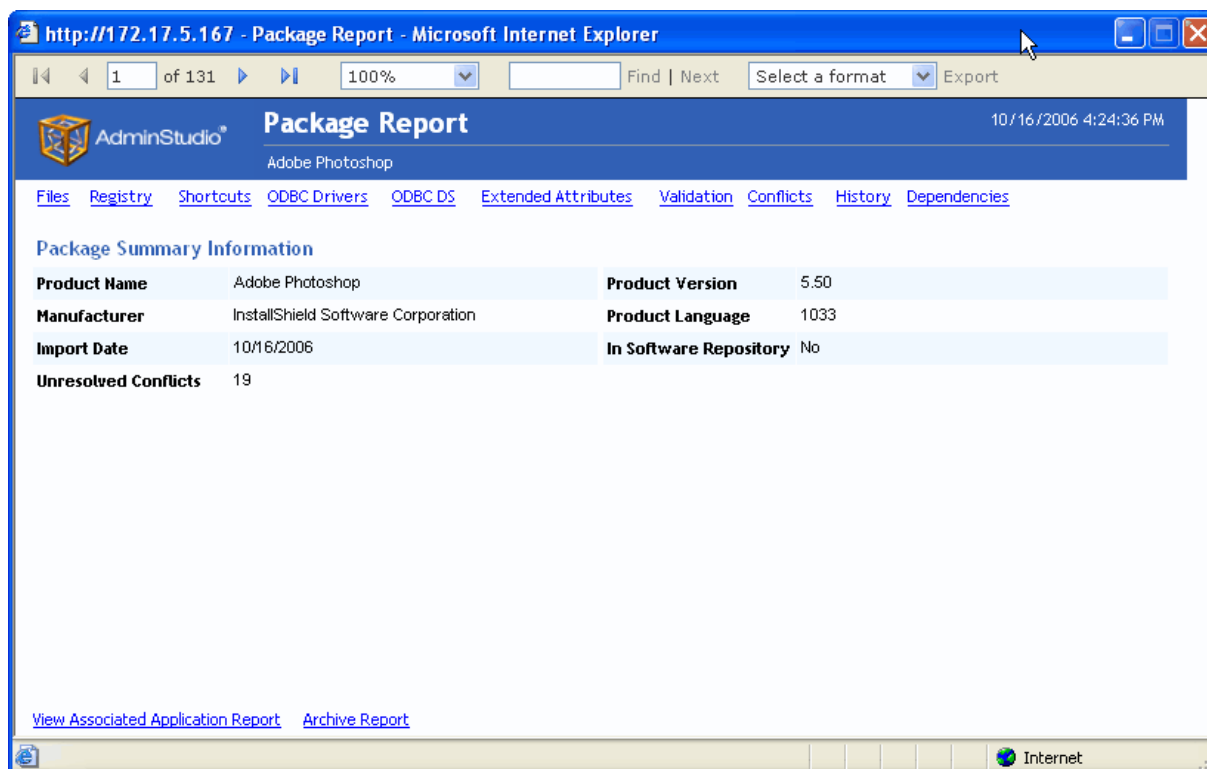 http://172.17.5.167 - Package Report - Microsoft Internet Explorer
1 of 131 100% Find | Next Select a format Export
AdminStudio® Package Report 10/16/2006 4:24:36 PM
Adobe Photoshop
Files Registry Shortcuts ODBC Drivers ODBC DS Extended Attributes Validation Conflicts History Dependencies
Package Summary Information
Product Name Adobe Photoshop Product Version 5.50
Manufacturer InstallShield Software Corporation Product Language 1033
Import Date 10/16/2006 In Software Repository No
Unresolved Conflicts 19
View Associated Application Report Archive Report
Internet